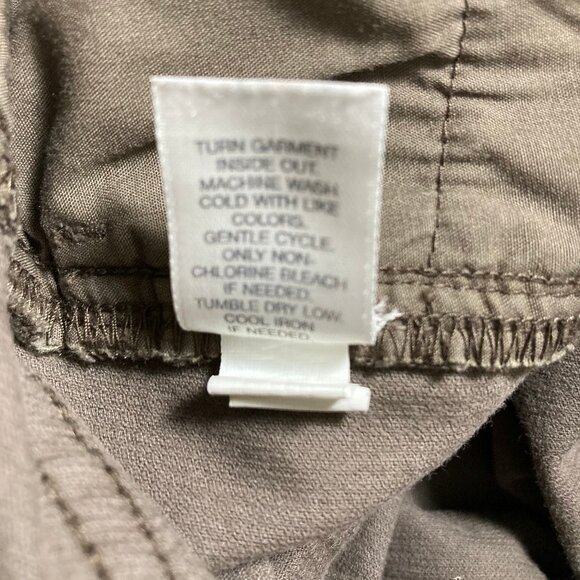 TURN GARMENT
INSIDE OUT.
MACHINE WASH
COLD WITH LIKE
COLORS.
GENTLE CYCLE.
ONLY NON-
CHLORINE BLEACH
IF NEEDED.
TUMBLE DRY LOW.
COOL IRON
IF NEEDED.